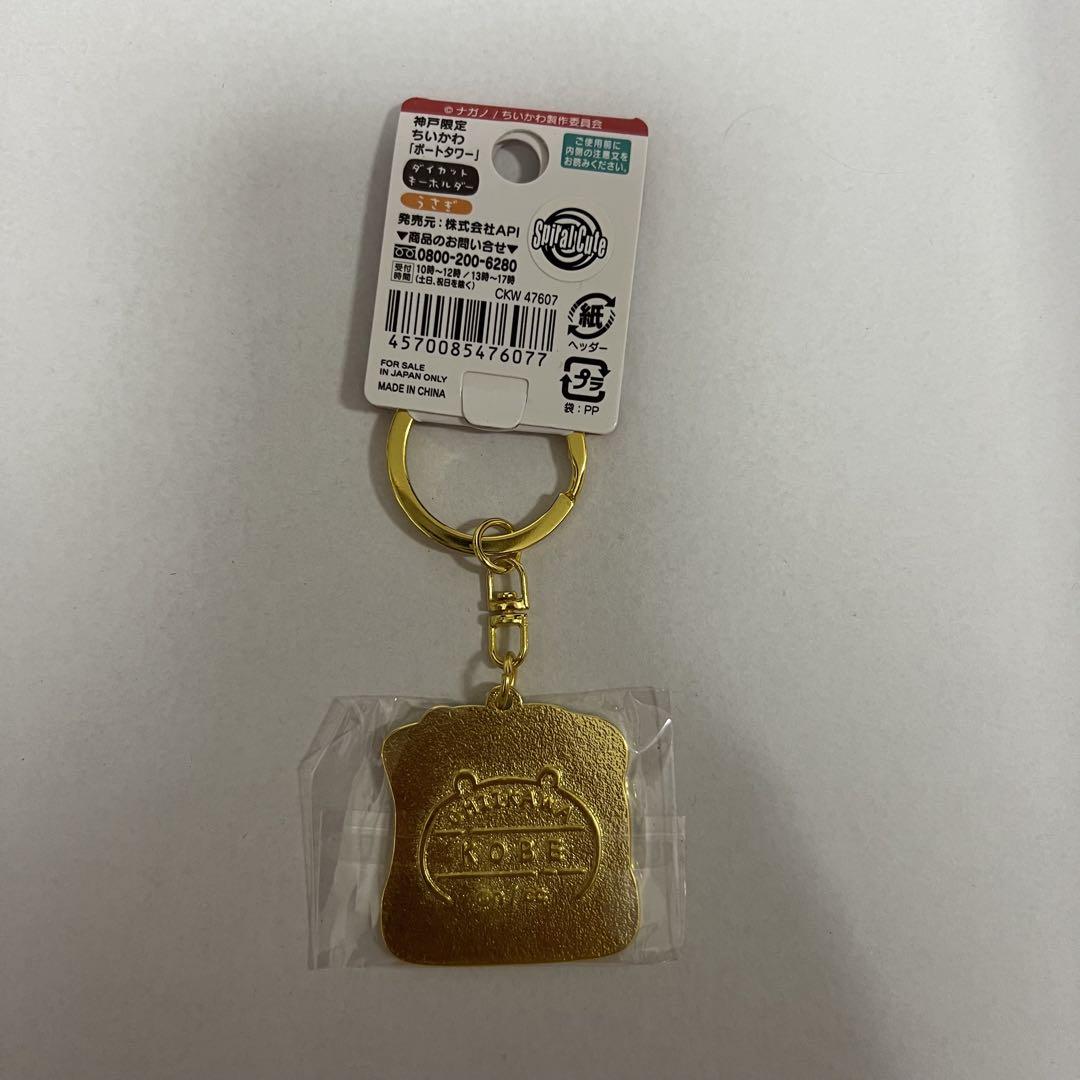 © ナガノ / ちいかわ製作委員会
神戸限定
ちいかわ
「ポートタワー」
ダイカット
キーホルダー
うさぎ
ご使用前に
内側の注意文を
お読みください。
発売元:株式会社API
▼商品のお問い合せ▼
0800-200-6280
受付時間 10時〜12時 / 13時〜17時
(土日、祝日を除く)
SpiralCute
CKW 47607
4570085476077
FOR SALE
IN JAPAN ONLY
MADE IN CHINA
紙
ヘッダー
プラ
袋:PP
CHIIKAWA
KOBE